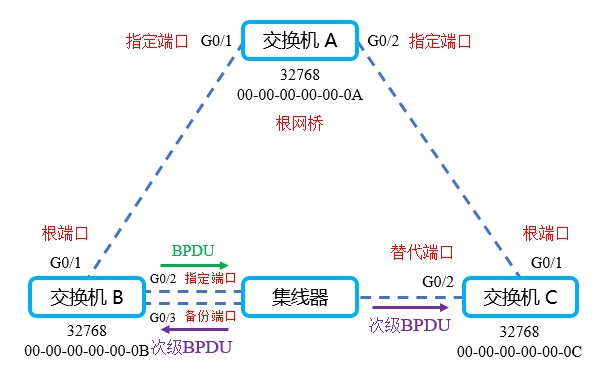 指定端口 G0/1 交换机 A G0/2 指定端口
32768
00-00-00-00-00-0A
根网桥
根端口
G0/1
BPDU
替代端口
根端口
G0/1
G0/2 指定端口
G0/2
交换机 B
集线器
交换机 C
G0/3 备份端口
32768
00-00-00-00-00-0B
次级BPDU
次级BPDU
32768
00-00-00-00-00-0C